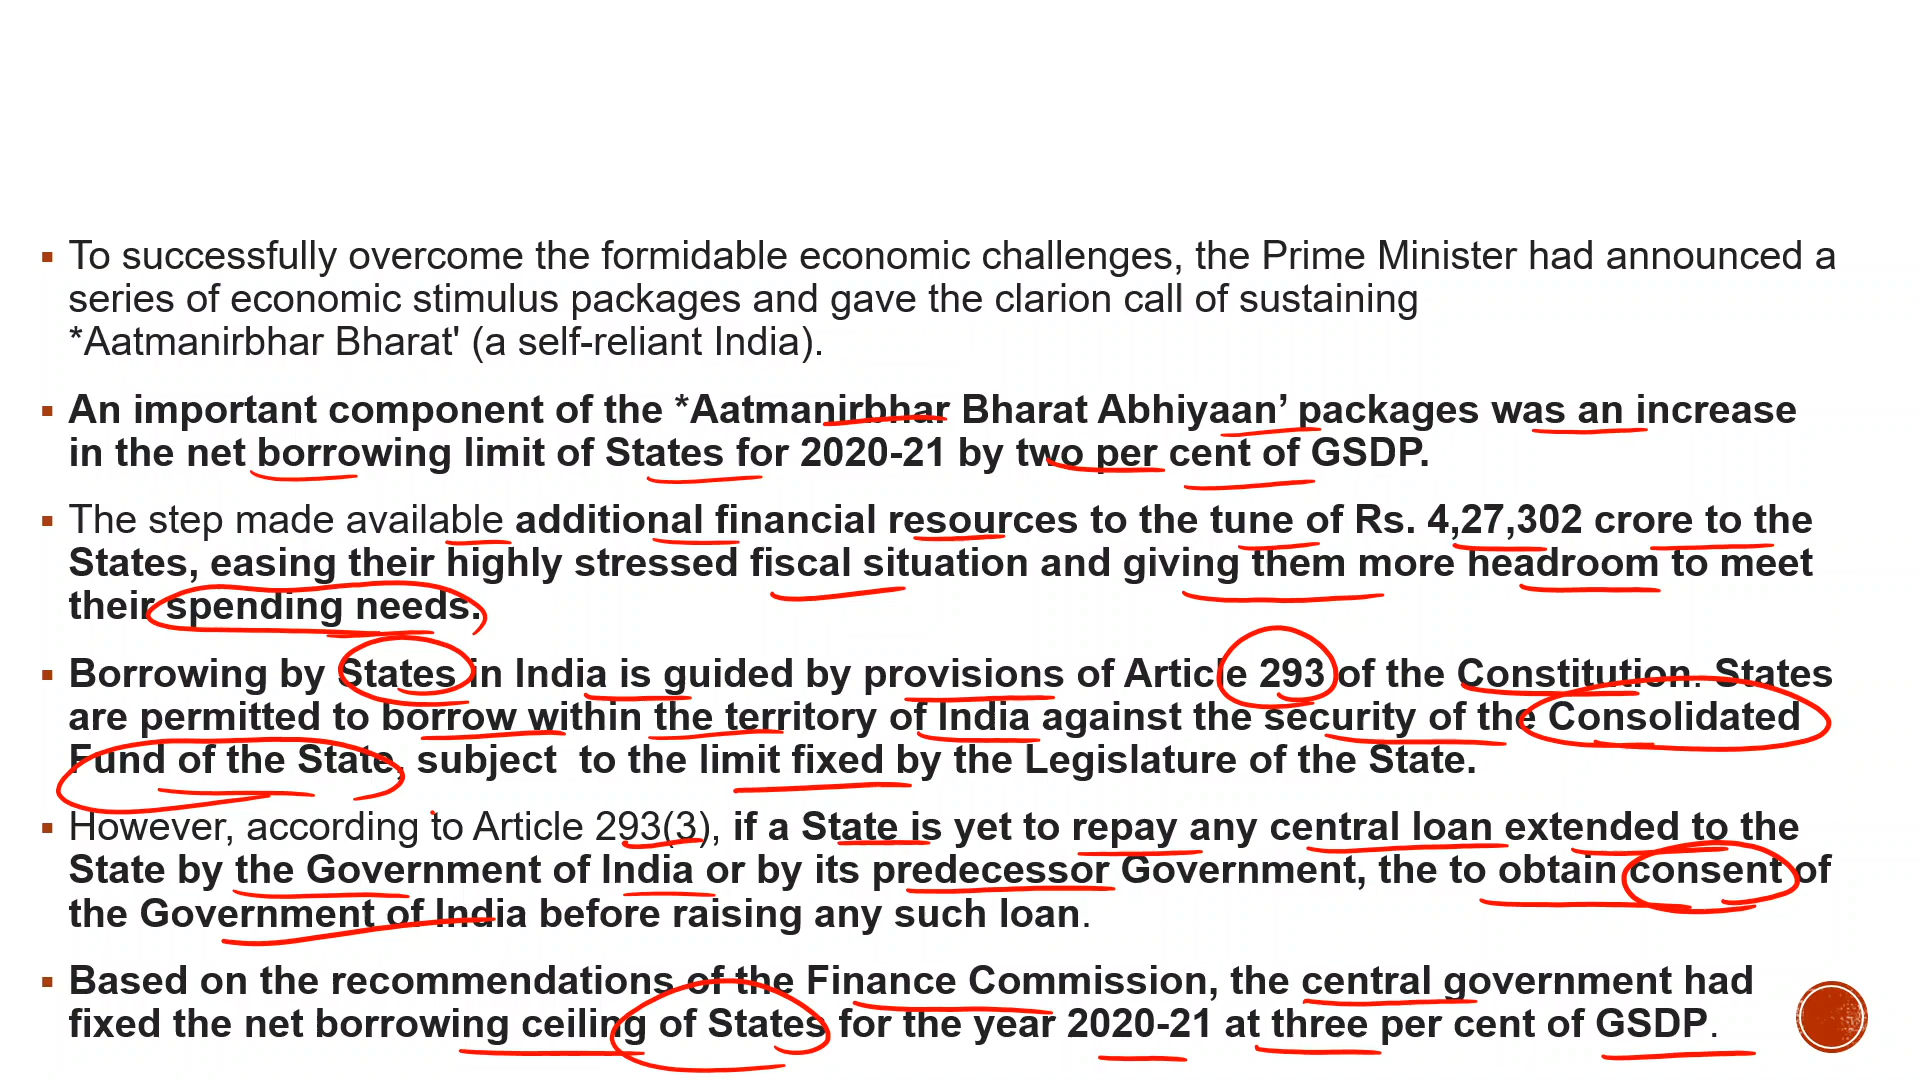 To successfully overcome the formidable economic challenges, the Prime Minister had announced a
series of economic stimulus packages and gave the clarion call of sustaining
*Aatmanirbhar Bharat' (a self-reliant India).
An important component of the *Aatmanirbhar Bharat Abhiyaan’ packages was an increase
in the net borrowing limit of States for 2020-21 by two per cent of GSDP.
The step made available additional financial resources to the tune of Rs. 4,27,302 crore to the
States, easing their highly stressed fiscal situation and giving them more headroom to meet
their spending needs.
Borrowing by States in India is guided by provisions of Article 293 of the Constitution. States
are permitted to borrow within the territory of India against the security of the Consolidated
Fund of the State, subject  to the limit fixed by the Legislature of the State.
However, according to Article 293(3), if a State is yet to repay any central loan extended to the
State by the Government of India or by its predecessor Government, the to obtain consent of
the Government of India before raising any such loan.
Based on the recommendations of the Finance Commission, the central government had
fixed the net borrowing ceiling of States for the year 2020-21 at three per cent of GSDP.